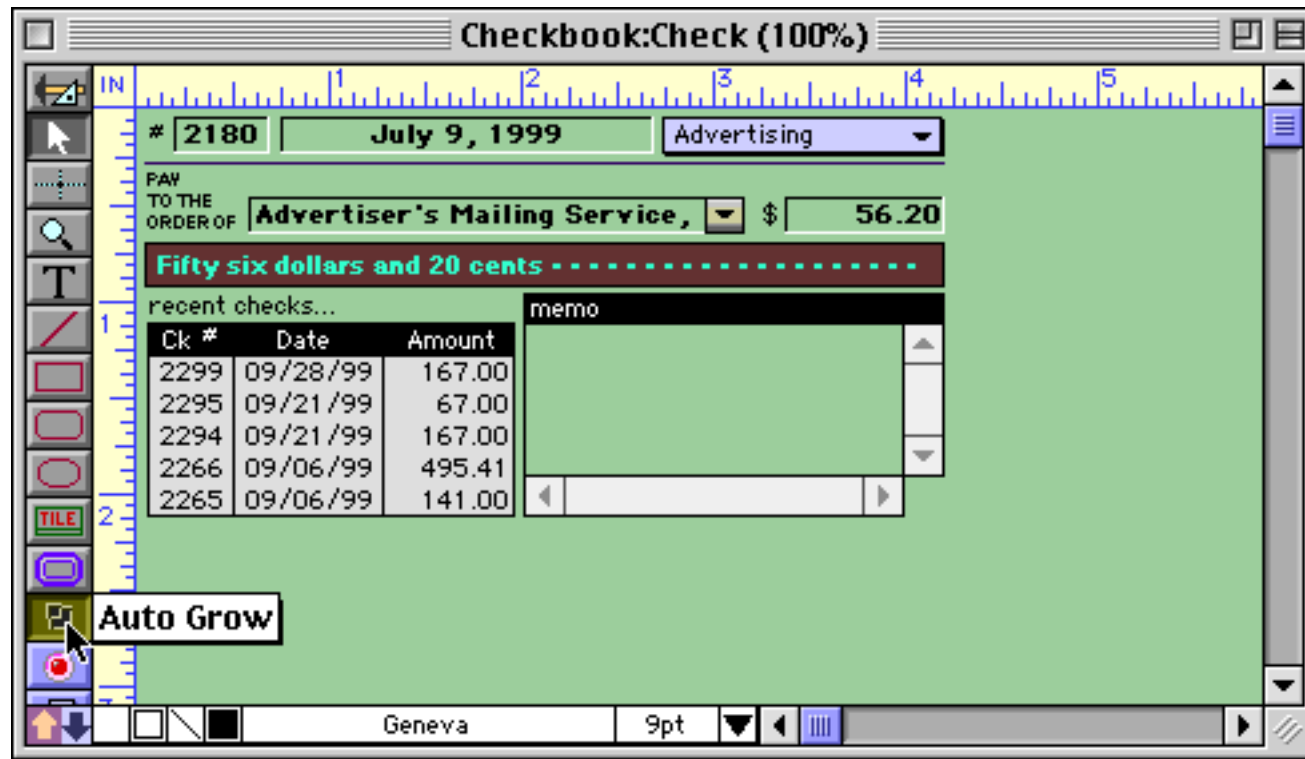 Checkbook:Check (100%)
IN 1 2 3 4 5
# 2180 July 9, 1999 Advertising
PAY
TO THE
ORDER OF Advertiser's Mailing Service, $ 56.20
T
Fifty six dollars and 20 cents - - - - - - - - - - - - - - - - - - - -
recent checks... memo
1
Ck # Date Amount
2299 09/28/99 167.00
2295 09/21/99 67.00
2294 09/21/99 167.00
2266 09/06/99 495.41
2265 09/06/99 141.00
TILE 2
Auto Grow
Geneva 9pt